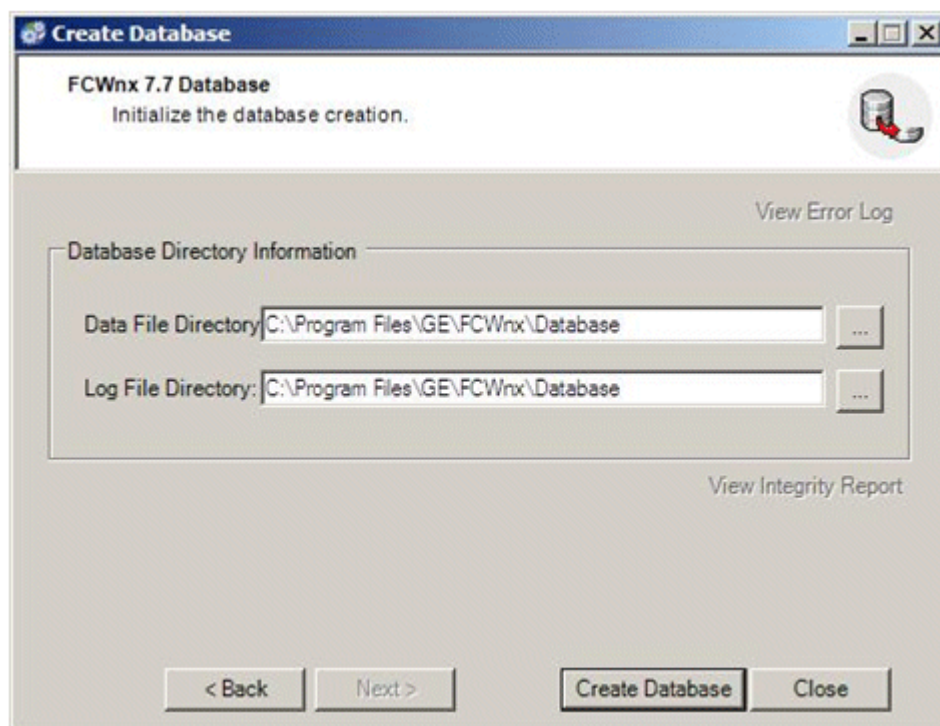 Create Database
FCWnx 7.7 Database
Initialize the database creation.
View Error Log
Database Directory Information
Data File Directory C:\Program Files\GE\FCWnx\Database ...
Log File Directory: C:\Program Files\GE\FCWnx\Database ...
View Integrity Report
< Back Next > Create Database Close